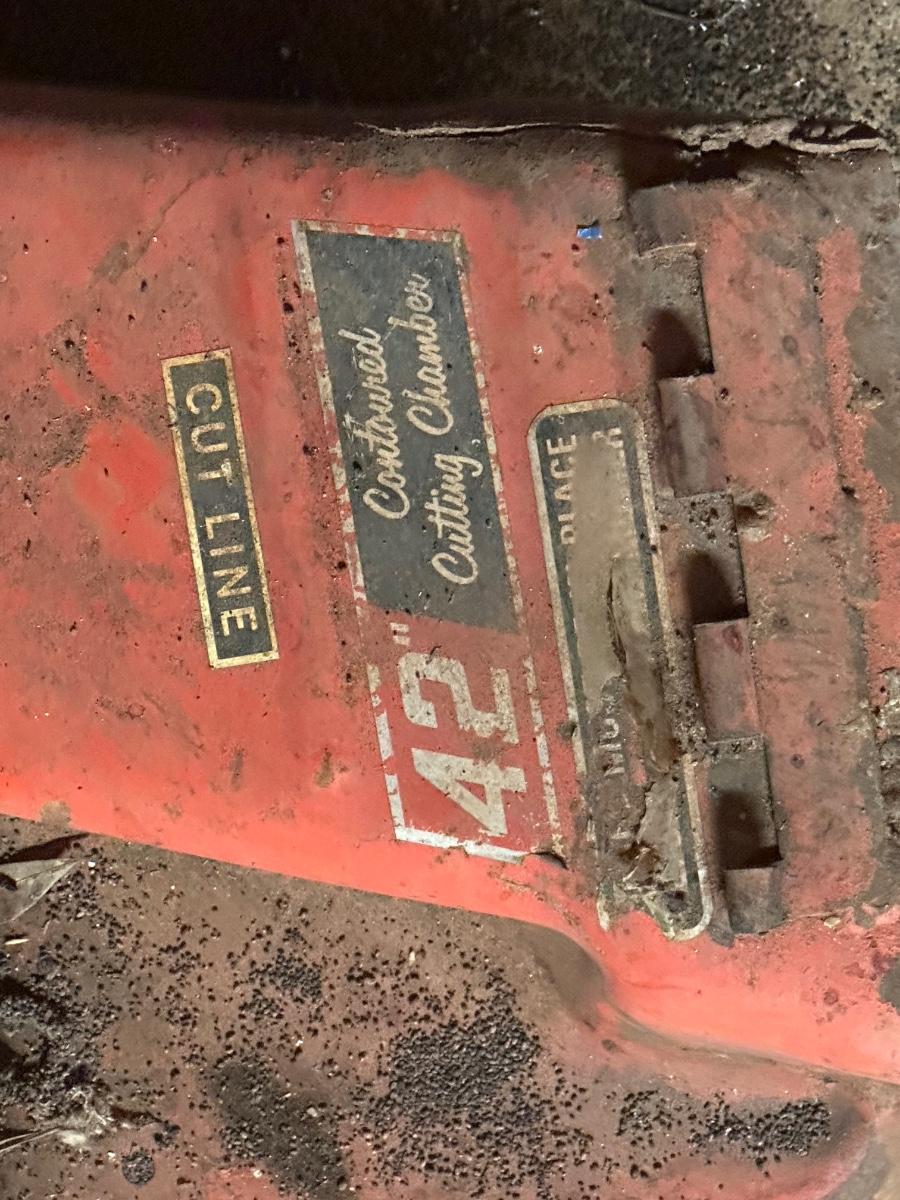 Contoured
Cutting Chamber
42"
CUT LINE
PLACE